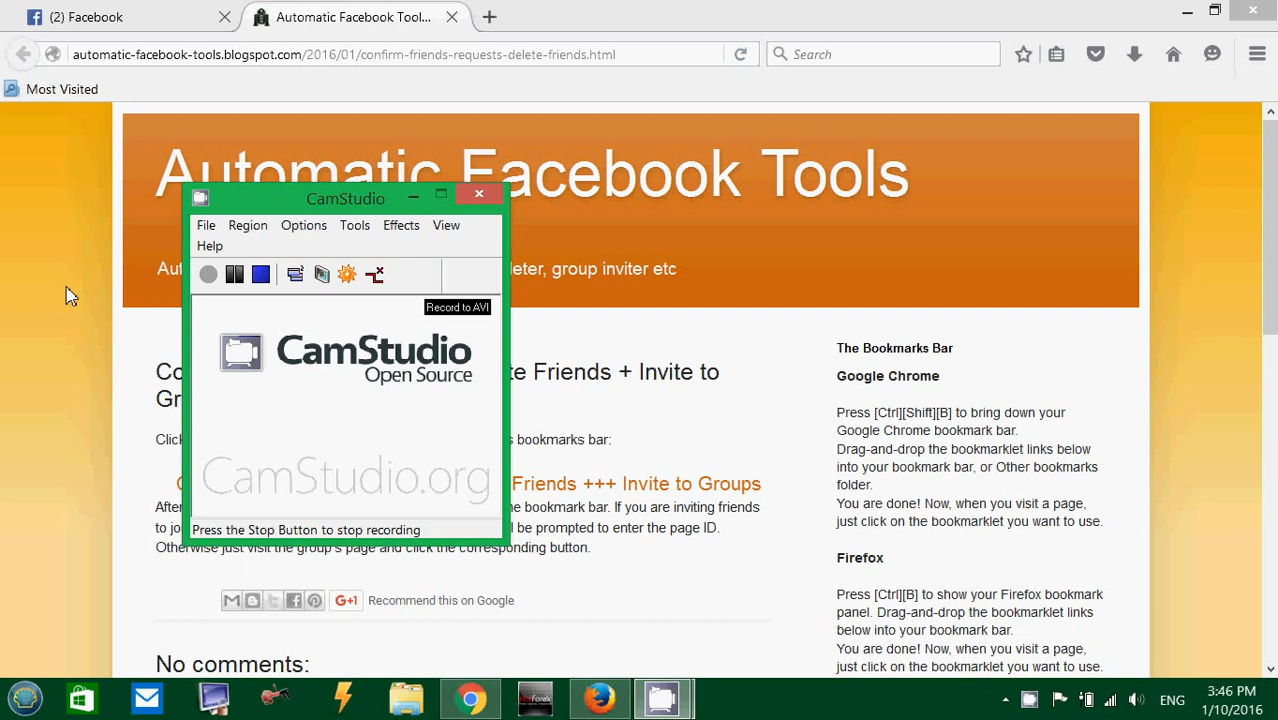 (2) Facebook
Automatic Facebook Tool...
automatic-facebook-tools.blogspot.com/2016/01/confirm-friends-requests-delete-friends.html
Search
Most Visited
Automatic Facebook Tools
CamStudio
File Region Options Tools Effects View
Help
group inviter etc
Record to AVI
CamStudio
Open Source
CamStudio.org
Press the Stop Button to stop recording
Friends + Invite to
bookmarks bar:
Friends +++ Invite to Groups
the bookmark bar. If you are inviting friends
be prompted to enter the page ID.
Otherwise just visit the group's page and click the corresponding button.
G+1 Recommend this on Google
No comments:
The Bookmarks Bar
Google Chrome
Press [Ctrl][Shift][B] to bring down your
Google Chrome bookmark bar.
Drag-and-drop the bookmarklet links below
into your bookmark bar, or Other bookmarks
folder.
You are done! Now, when you visit a page,
just click on the bookmarklet you want to use.
Firefox
Press [Ctrl][B] to show your Firefox bookmark
panel. Drag-and-drop the bookmarklet links
below into your bookmark bar.
You are done! Now, when you visit a page,
just click on the bookmarklet you want to use.
ENG
3:46 PM
1/10/2016